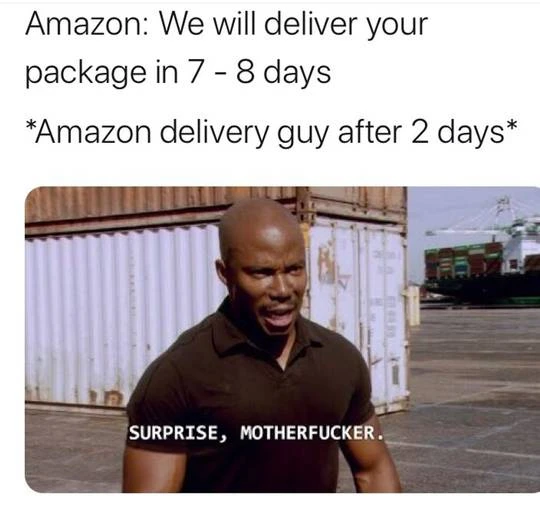 Amazon: We will deliver your
package in 7 - 8 days
*Amazon delivery guy after 2 days*
SURPRISE, MOTHERFUCKER.